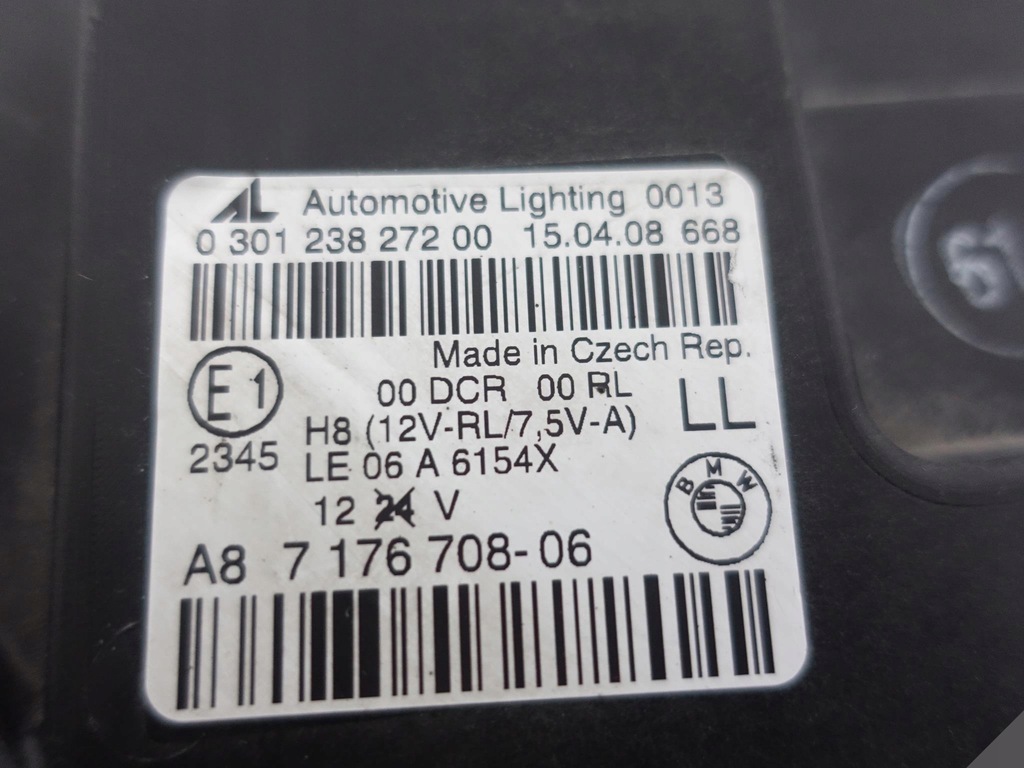 AL Automotive Lighting 0013
0 301 238 272 00 15.04.08 668
Made in Czech Rep.
E1 00 DCR 00 RL LL
H8 (12V-RL/7,5V-A)
2345 LE 06 A 6154X
12 24 V
BMW
A8 7 176 708-06